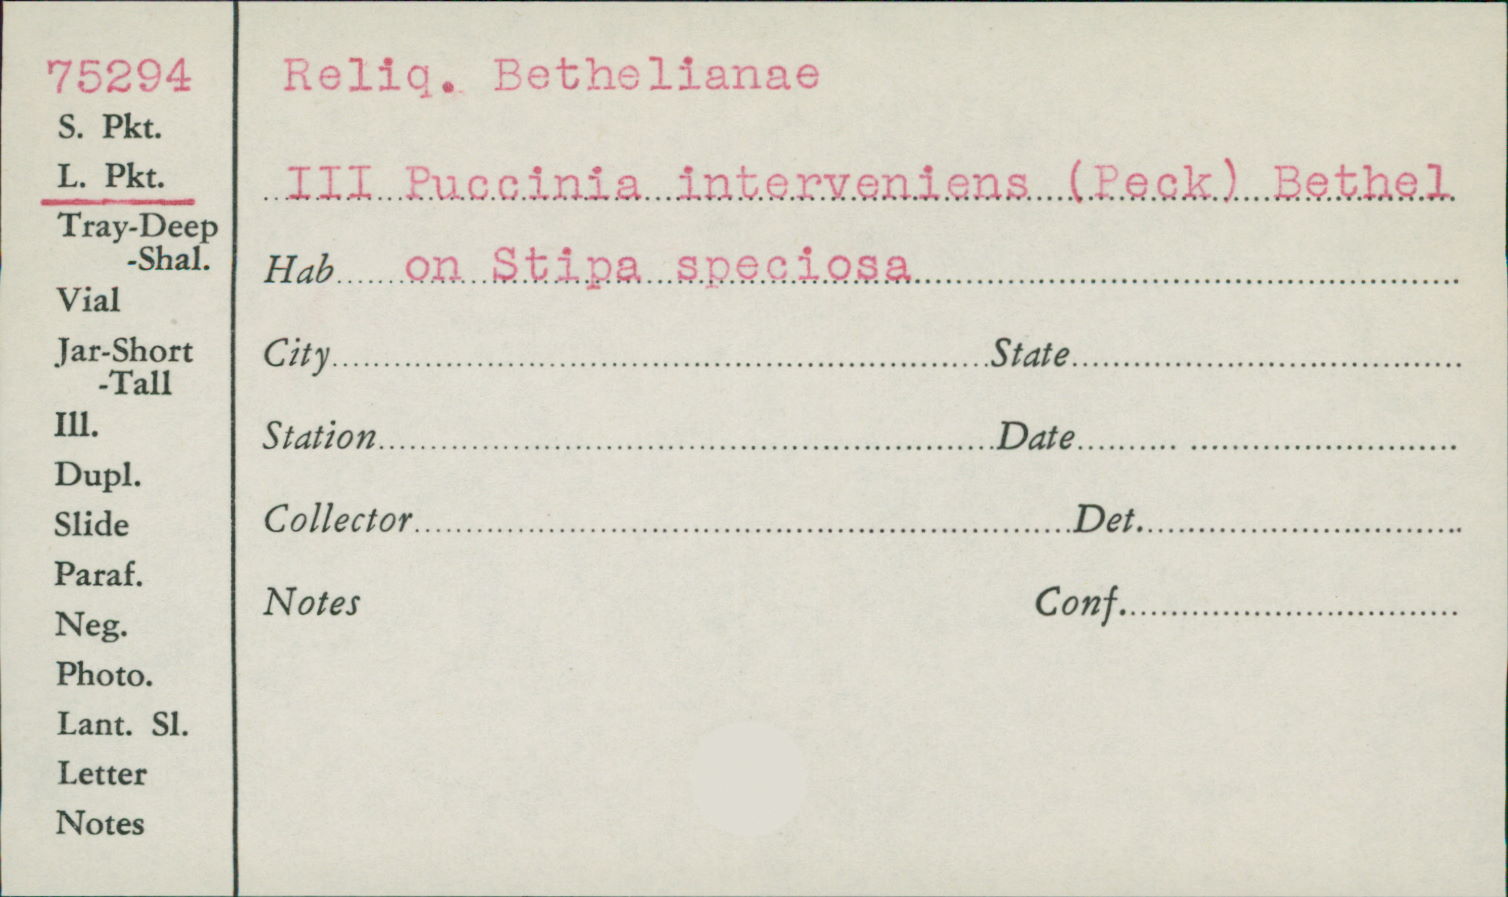 75294
S. Pkt.
L. Pkt.
Tray-Deep
-Shal.
Vial
Jar-Short
-Tall
Ill.
Dupl.
Slide
Paraf.
Neg.
Photo.
Lant. Sl.
Letter
Notes
Reliq. Bethelianae
III Puccinia interveniens (Peck) Bethel
Hab on Stipa speciosa
City State
Station Date
Collector Det.
Notes Conf.